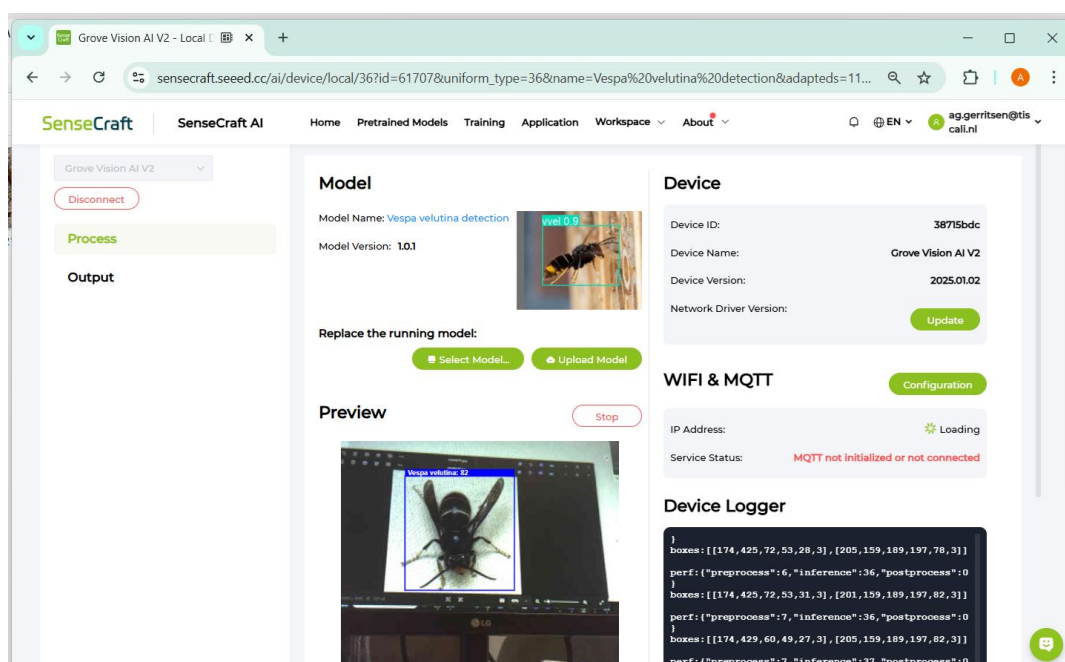 Grove Vision AI V2 - Local D
sensecraft.seeed.cc/ai/device/local/36?id=61707&uniform_type=36&name=Vespa%20velutina%20detection&adapteds=11...
A
SenseCraft
SenseCraft AI
Home
Pretrained Models
Training
Application
Workspace
About
EN
ag.gerritsen@tiscali.nl
Grove Vision AI V2
Disconnect
Process
Output
Model
Model Name: Vespa velutina detection
Model Version: 1.0.1
vvel 0.9
Replace the running model:
Select Model...
Upload Model
Preview
Stop
Vespa velutina: 82
LG
Device
Device ID: 38715bdc
Device Name: Grove Vision AI V2
Device Version: 2025.01.02
Network Driver Version:
Update
WIFI & MQTT
Configuration
IP Address: Loading
Service Status: MQTT not initialized or not connected
Device Logger
}
boxes:[[174,425,72,53,28,3],[205,159,189,197,78,3]]
perf:{"preprocess":6,"inference":36,"postprocess":0
}
boxes:[[174,425,72,53,31,3],[201,159,189,197,82,3]]
perf:{"preprocess":7,"inference":36,"postprocess":0
}
boxes:[[174,429,60,49,27,3],[205,159,189,197,82,3]]
perf:{"preprocess":7,"inference":37,"postprocess":0